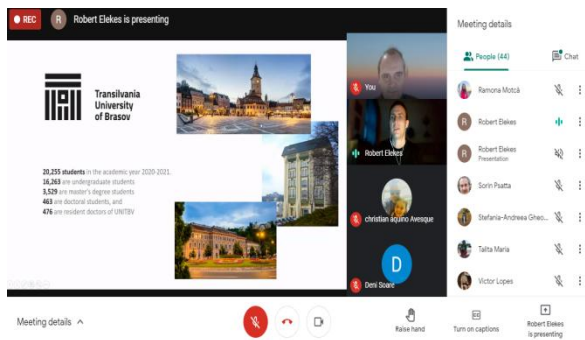 REC
R
Robert Elekes is presenting
Transilvania
University
of Brasov
20,255 students in the academic year 2020-2021.
16,263 are undergraduate students
3,529 are master's degree students
463 are doctoral students, and
476 are resident doctors of UNITBV
You
Robert Elekes
christian aquino Avesque
D
Deni Soare
Meeting details
People (44)
Chat
Ramona Motcă
R
Robert Elekes
R
Robert Elekes
Presentation
Sorin Psatta
Stefania-Andreea Gheo...
Talita Maria
Victor Lopes
Meeting details
Raise hand
Turn on captions
Robert Elekes
is presenting